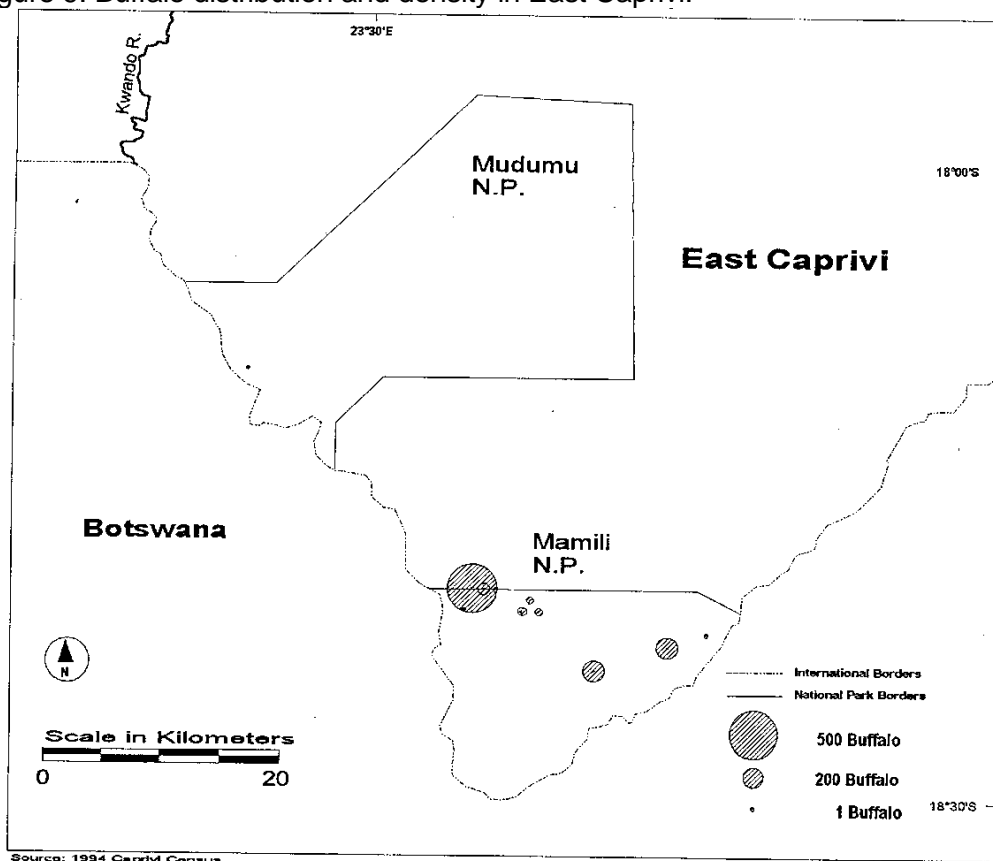 Figure 3. Buffalo distribution and density in East Caprivi.
23°30'E
Kwando R.
Mudumu
N.P.
18°00'S
East Caprivi
Botswana
Mamili
N.P.
N
International Borders
National Park Borders
Scale in Kilometers
0 20
500 Buffalo
200 Buffalo
1 Buffalo
18°30'S
Source: 1994 Caprivi Census